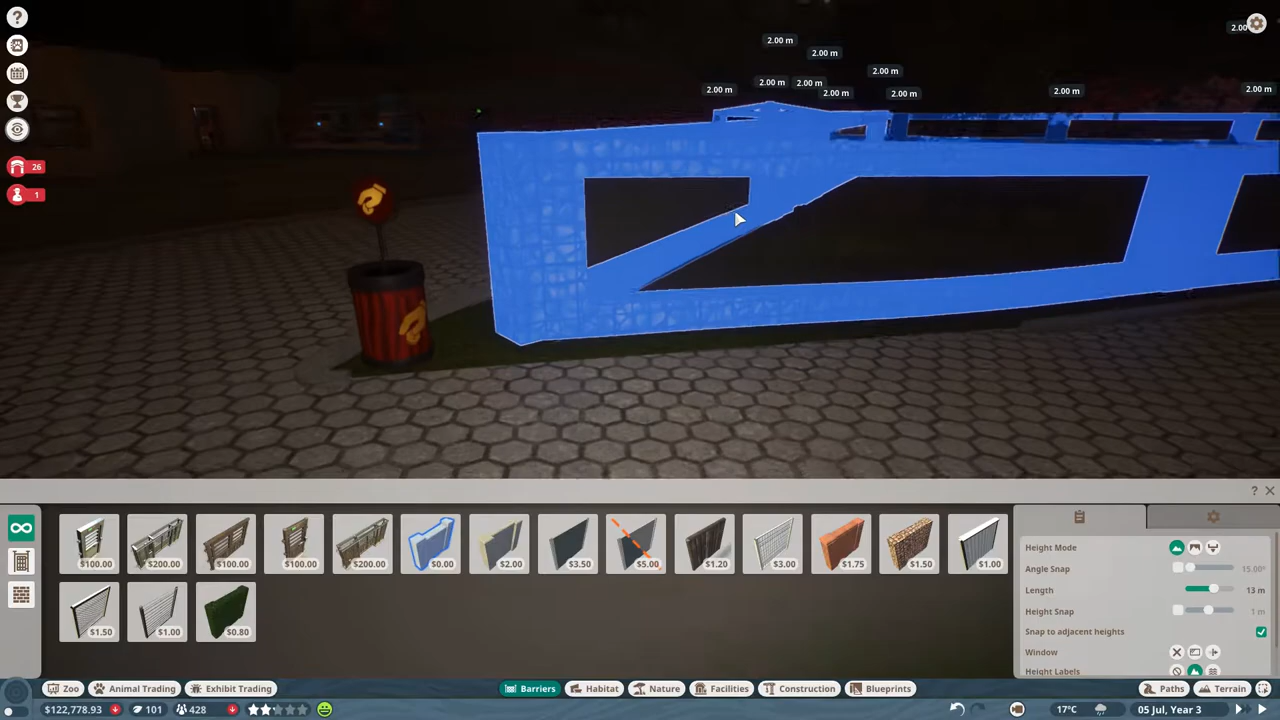 ?
2.00 m
2.00
2.00 m
2.00 m
2.00 m 2.00 m 2.00 m 2.00 m 2.00 m 2.00 m 2.00 m 2.00 m
26
1
?
$100.00 $200.00 $100.00 $100.00 $200.00 $0.00 $2.00 $3.50 $5.00 $1.20 $3.00 $1.75 $1.50 $1.00
$1.50 $1.00 $0.80
Height Mode
Angle Snap 15.00°
Length 13 m
Height Snap 1 m
Snap to adjacent heights
Window
Height Labels
Zoo Animal Trading Exhibit Trading Barriers Habitat Nature Facilities Construction Blueprints Paths Terrain
$122,778.93 101 428 17°C 05 Jul, Year 3